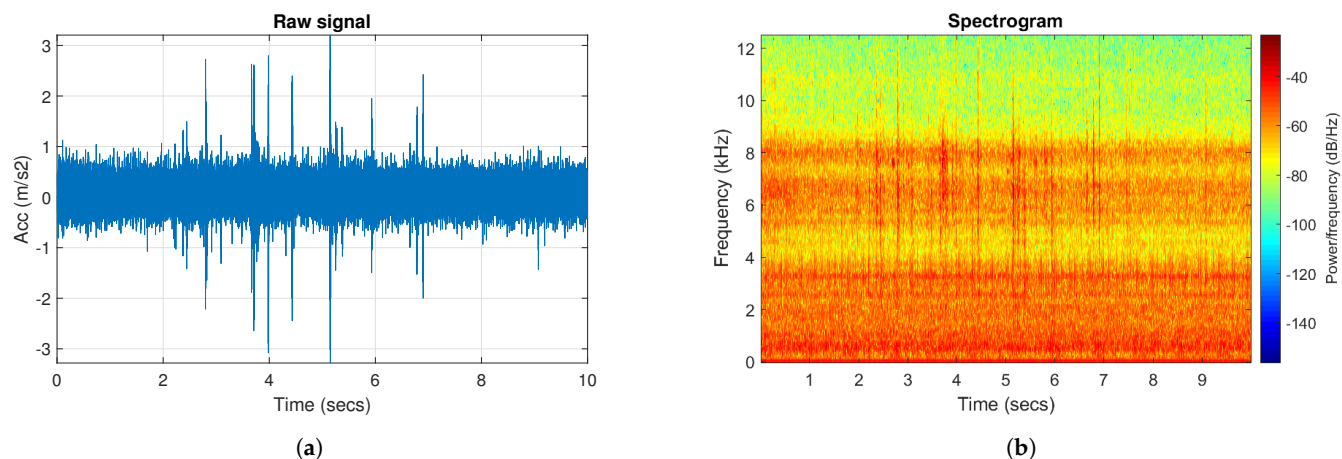 Raw signal
3
2
1
0
-1
-2
-3
Acc (m/s2)
0 2 4 6 8 10
Time (secs)
(a)
Spectrogram
12
10
8
6
4
2
0
Frequency (kHz)
1 2 3 4 5 6 7 8 9
Time (secs)
-40
-60
-80
-100
-120
-140
Power/frequency (dB/Hz)
(b)